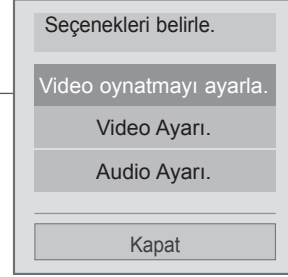 Seçenekleri belirle.
Video oynatmayı ayarla.
Video Ayarı.
Audio Ayarı.
Kapat